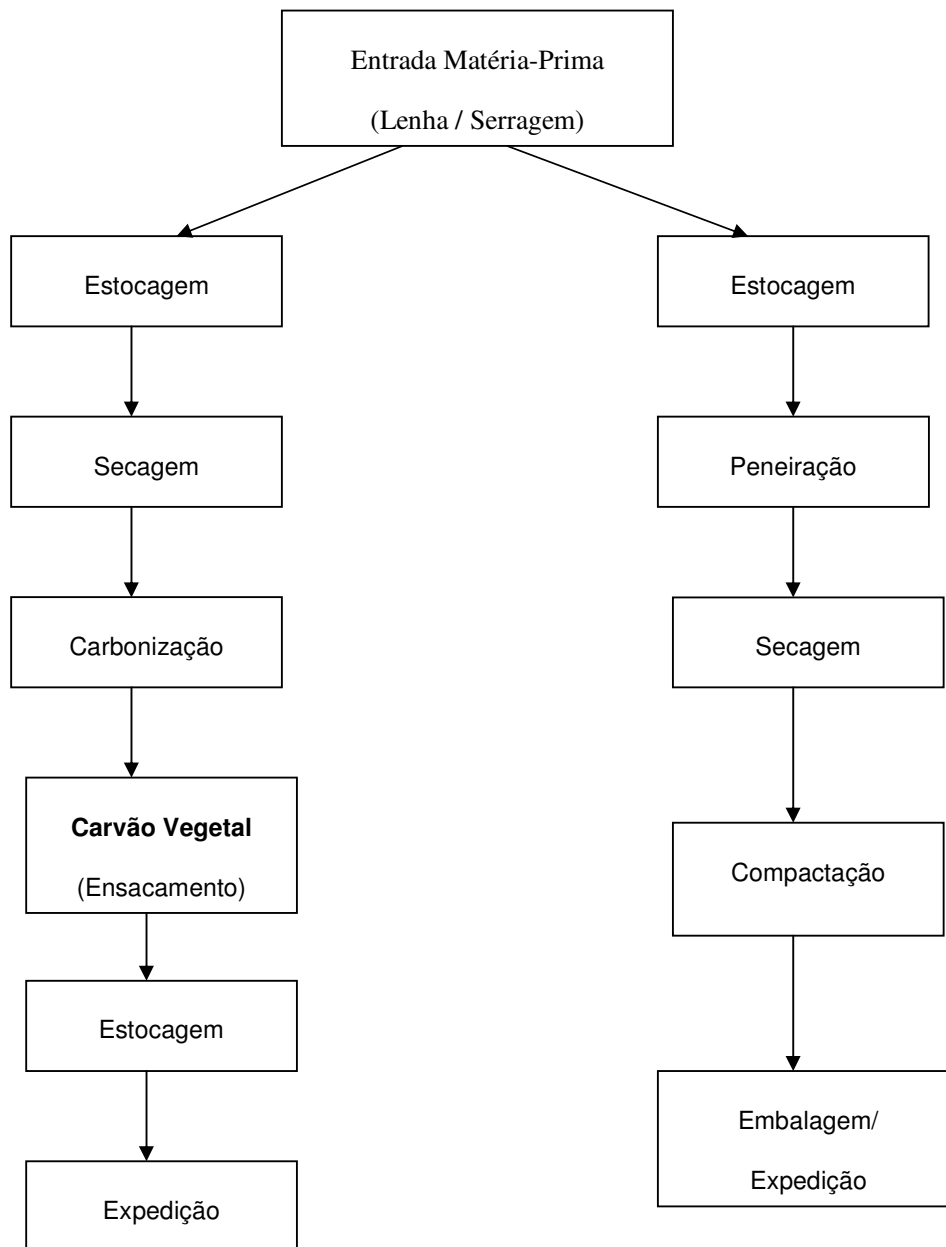 Entrada Matéria-Prima
(Lenha / Serragem)
Estocagem
Secagem
Carbonização
Carvão Vegetal
(Ensacamento)
Estocagem
Expedição
Estocagem
Peneiração
Secagem
Compactação
Embalagem/
Expedição